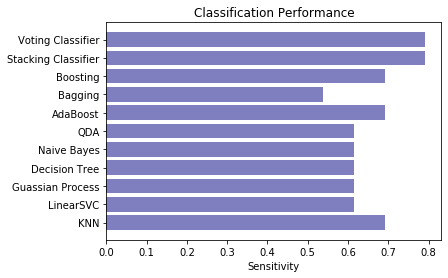 Classification Performance
Voting Classifier
Stacking Classifier
Boosting
Bagging
AdaBoost
QDA
Naive Bayes
Decision Tree
Guassian Process
LinearSVC
KNN
0.0 0.1 0.2 0.3 0.4 0.5 0.6 0.7 0.8
Sensitivity